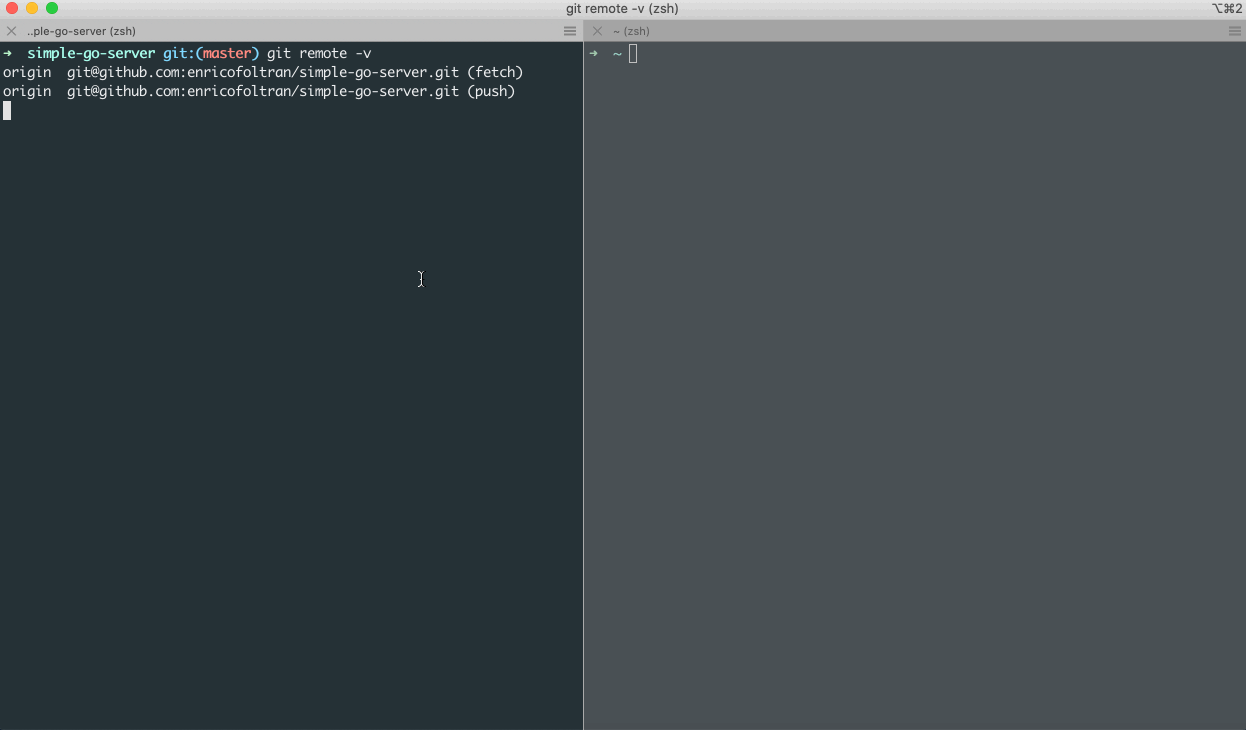 git remote -v (zsh)
⌥⌘2
..ple-go-server (zsh)
~ (zsh)
➜  simple-go-server git:(master) git remote -v
origin  git@github.com:enricofoltran/simple-go-server.git (fetch)
origin  git@github.com:enricofoltran/simple-go-server.git (push)
➜  ~